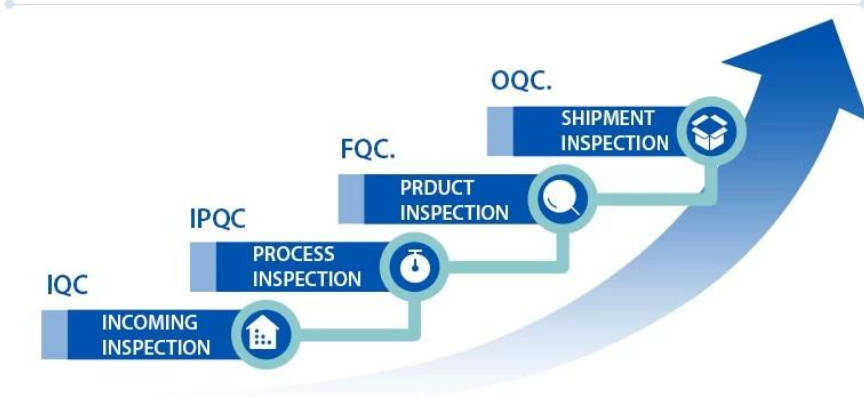 OQC.
SHIPMENT
INSPECTION
FQC.
PRDUCT
INSPECTION
IPQC
PROCESS
INSPECTION
IQC
INCOMING
INSPECTION